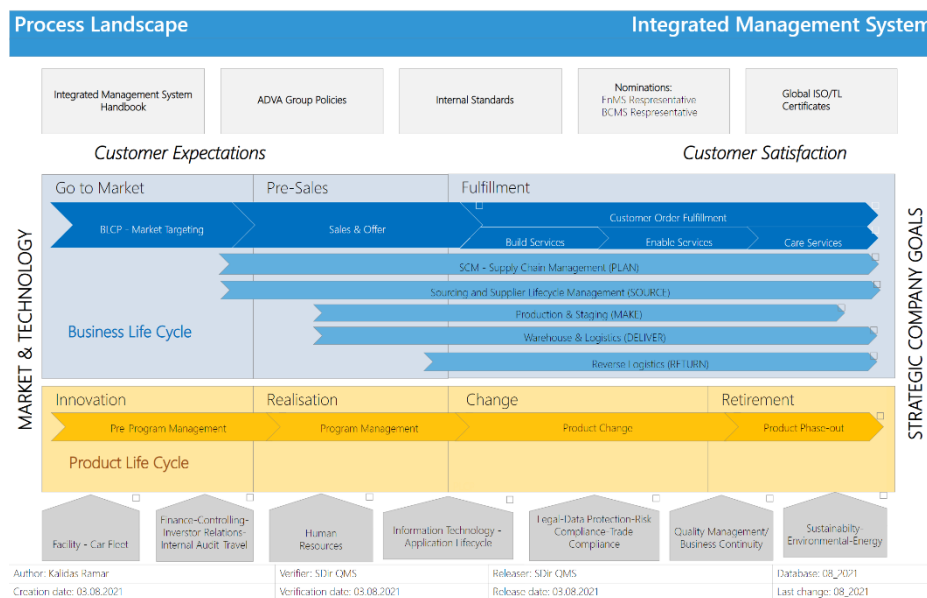 Process Landscape
Integrated Management System
Integrated Management System
Handbook
ADVA Group Policies
Internal Standards
Nominations:
EnMS Respresentative
BCMS Respresentative
Global ISO/TL
Certificates
Customer Expectations
Customer Satisfaction
MARKET & TECHNOLOGY
STRATEGIC COMPANY GOALS
Go to Market
Pre-Sales
Fulfillment
BLCP - Market Targeting
Sales & Offer
Customer Order Fulfillment
Build Services
Enable Services
Care Services
SCM - Supply Chain Management (PLAN)
Sourcing and Supplier Lifecycle Management (SOURCE)
Production & Staging (MAKE)
Business Life Cycle
Warehouse & Logistics (DELIVER)
Reverse Logistics (RETURN)
Innovation
Realisation
Change
Retirement
Pre-Program Management
Program Management
Product Change
Product Phase-out
Product Life Cycle
Facility - Car Fleet
Finance-Controlling-
Inverstor Relations-
Internal Audit Travel
Human
Resources
Information Technology -
Application Lifecycle
Legal-Data Protection-Risk
Compliance-Trade
Compliance
Quality Management/
Business Continuity
Sustainabiity-
Environmental-Energy
Author: Kalidas Ramar
Verifier: SDir QMS
Releaser: SDir QMS
Database: 08_2021
Creation date: 03.08.2021
Verification date: 03.08.2021
Release date: 03.08.2021
Last change: 08_2021